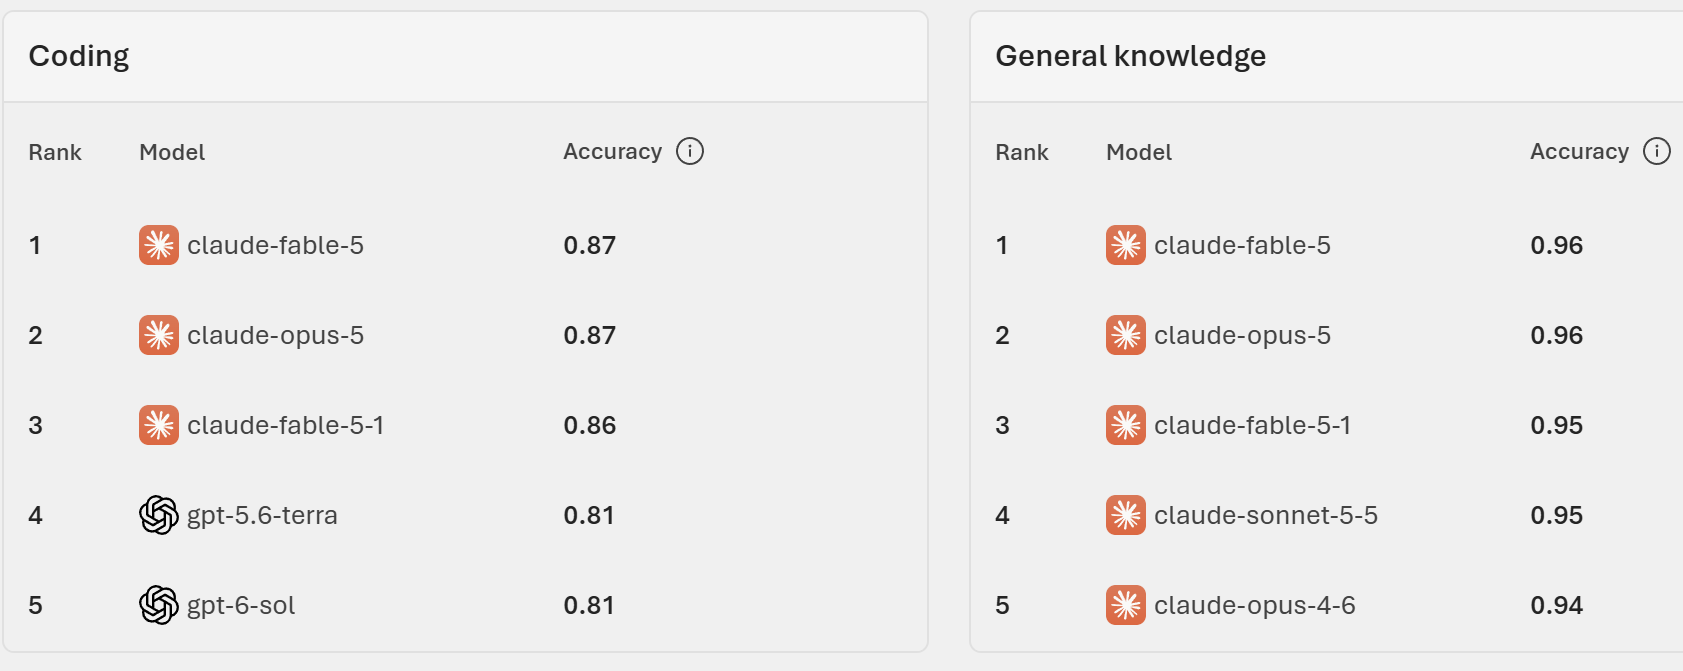 Coding
Rank Model Accuracy
1 claude-fable-5 0.87
2 claude-opus-5 0.87
3 claude-fable-5-1 0.86
4 gpt-5.6-terra 0.81
5 gpt-6-sol 0.81
General knowledge
Rank Model Accuracy
1 claude-fable-5 0.96
2 claude-opus-5 0.96
3 claude-fable-5-1 0.95
4 claude-sonnet-5-5 0.95
5 claude-opus-4-6 0.94